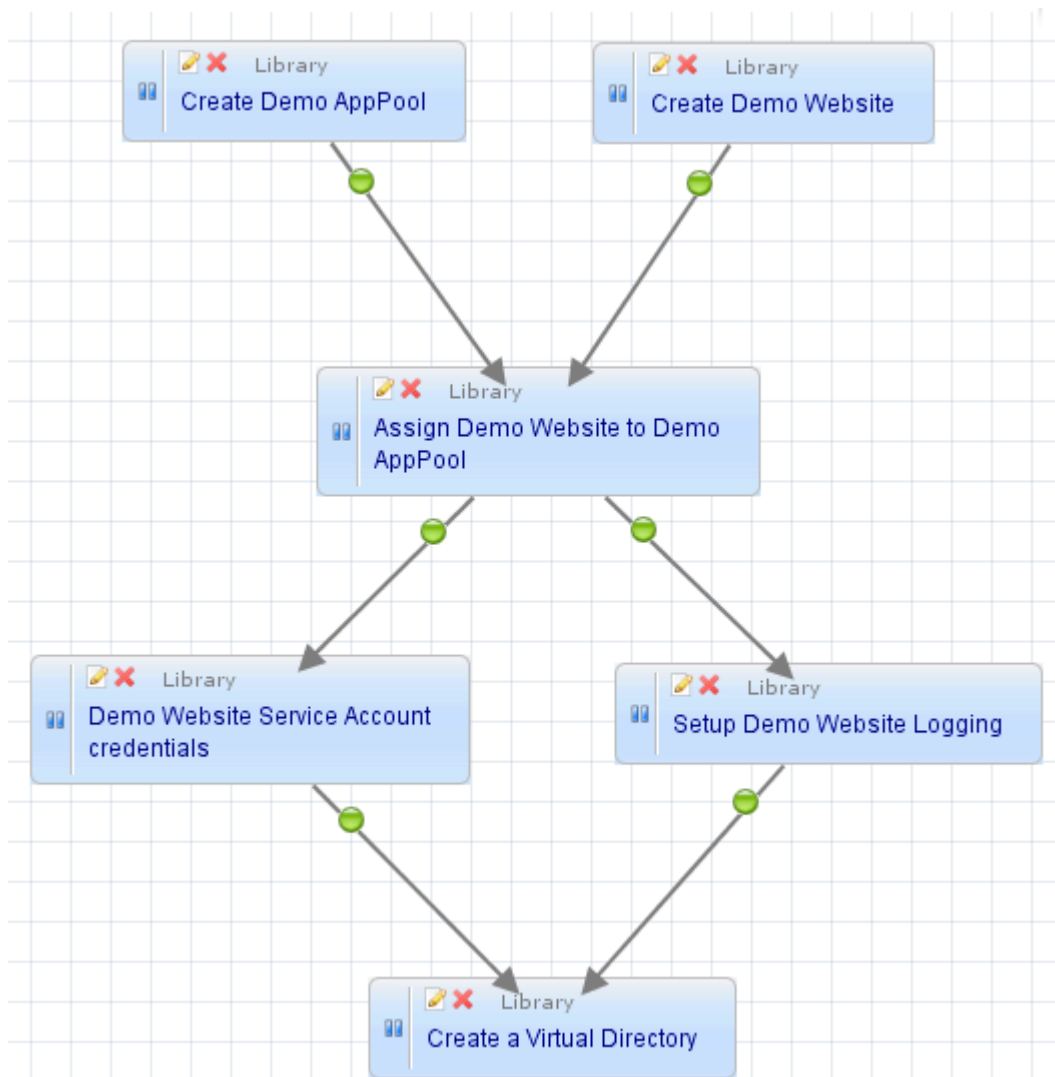 Library
Create Demo AppPool
Library
Create Demo Website
Library
Assign Demo Website to Demo
AppPool
Library
Demo Website Service Account
credentials
Library
Setup Demo Website Logging
Library
Create a Virtual Directory